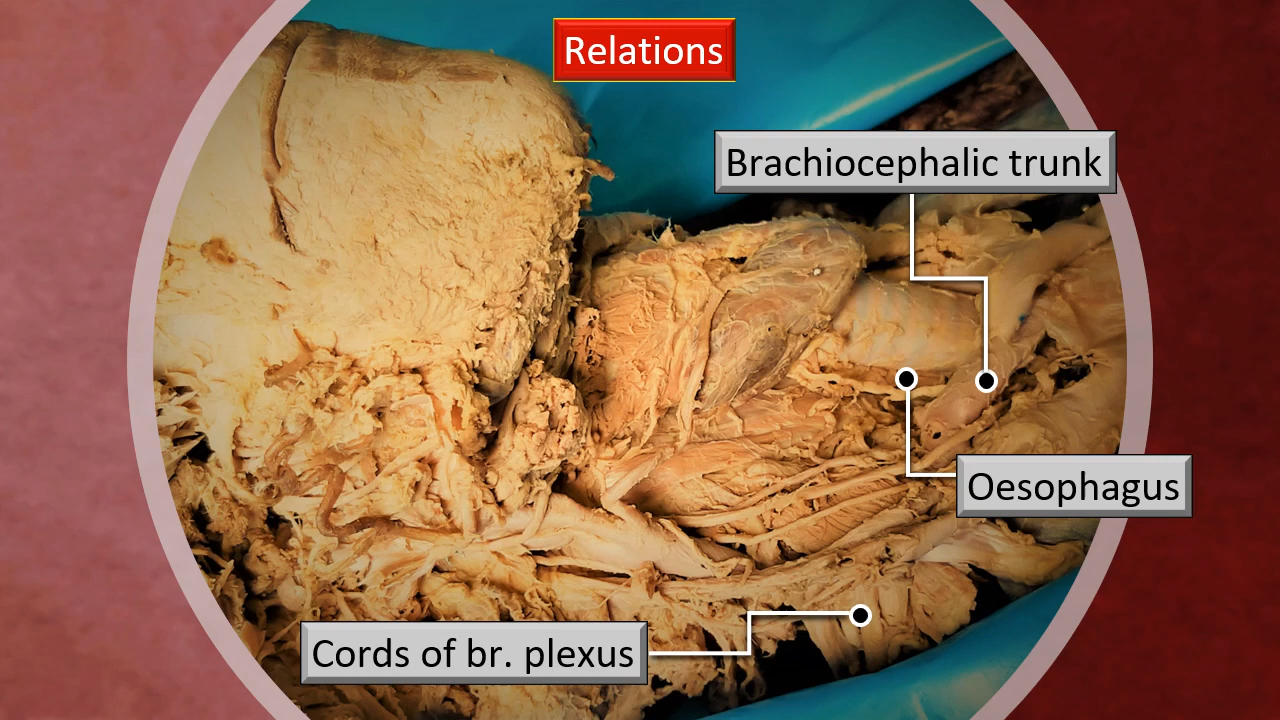 Relations
Brachiocephalic trunk
Oesophagus
Cords of br. plexus